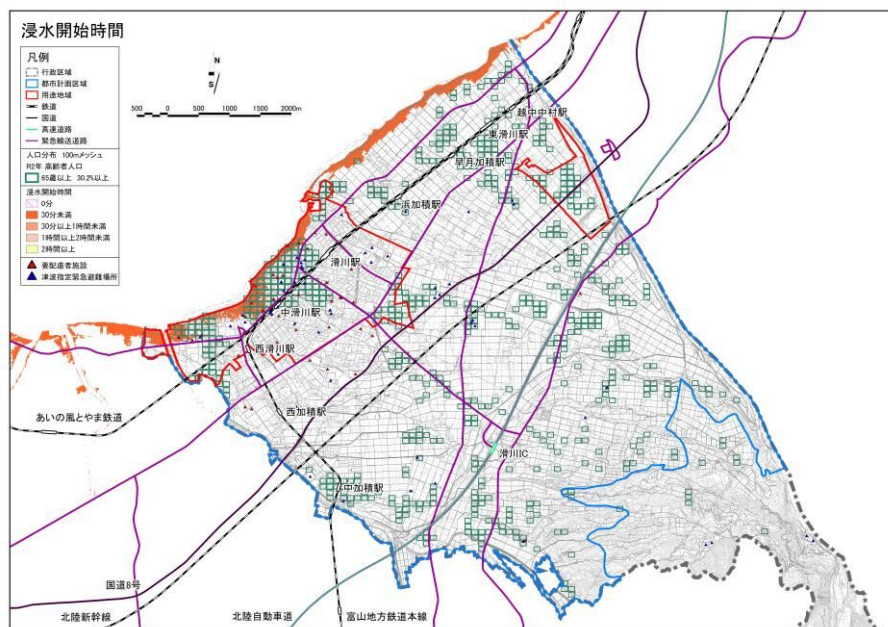 浸水開始時間
凡例
行政区域
都市計画区域
用途地域
鉄道
国道
高速道路
緊急輸送道路
人口分布 100mメッシュ
R2年 高齢者人口
65歳以上 30.2%以上
浸水開始時間
0分
30分未満
30分以上1時間未満
1時間以上2時間未満
2時間以上
要配慮者施設
津波指定緊急避難場所
N
S
500 0 500 1000 1500 2000m
越中中村駅
東滑川駅
早月加積駅
浜加積駅
滑川駅
中滑川駅
西滑川駅
西加積駅
あいの風とやま鉄道
滑川IC
中加積駅
国道8号
北陸新幹線
北陸自動車道
富山地方鉄道本線